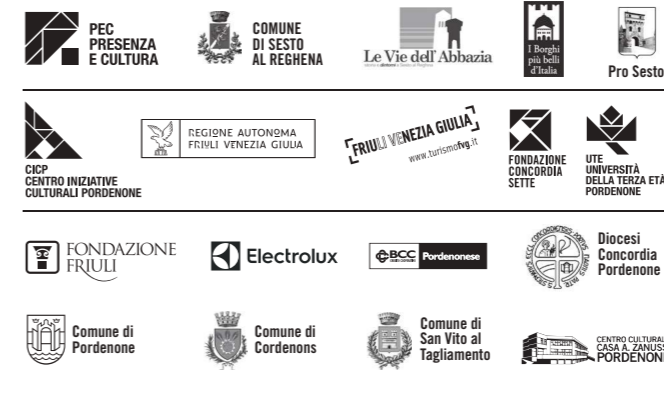 PEC
PRESENZA
E CULTURA
COMUNE
DI SESTO
AL REGHENA
Le Vie dell'Abbazia
I Borghi
più belli
d'Italia
Pro Sesto
CICP
CENTRO INIZIATIVE
CULTURALI PORDENONE
REGIONE AUTONOMA
FRIULI VENEZIA GIULIA
FRIULI VENEZIA GIULIA
www.turismofvg.it
FONDAZIONE
CONCORDIA
SETTE
UTE
UNIVERSITÀ
DELLA TERZA ETÀ
PORDENONE
FONDAZIONE
FRIULI
Electrolux
BCC Pordenonese
Diocesi
Concordia
Pordenone
Comune di
Pordenone
Comune di
Cordenons
Comune di
San Vito al
Tagliamento
CENTRO CULTURAL
CASA A. ZANUSS
PORDENON